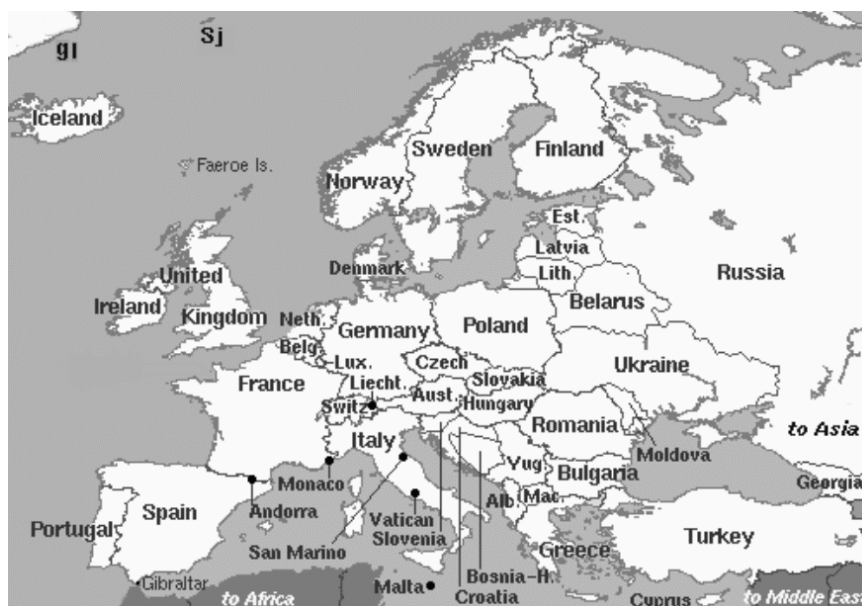 gl
Sj
Iceland
Faeroe Is.
Sweden
Finland
Norway
Est.
Latvia
Lith.
Denmark
Russia
United
Kingdom
Ireland
Belarus
Neth.
Germany
Poland
Belg.
Lux.
Czech
Ukraine
Slovakia
France
Liecht.
Aust.
Switz
Hungary
Romania
Italy
to Asia
Moldova
Yug
Bulgaria
Monaco
Georgia
Andorra
Alb.
Mac.
Portugal
Spain
Vatican
Slovenia
San Marino
Turkey
Greece
Gibraltar
Malta
Bosnia-H.
Croatia
Cyprus
to Africa
to Middle Eas